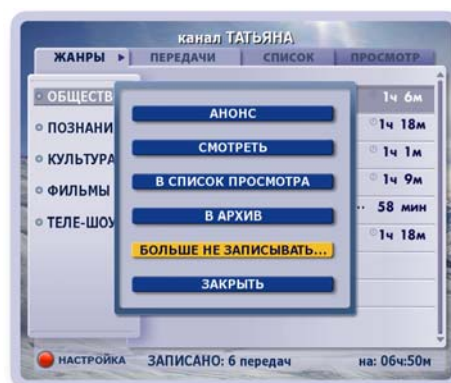 канал ТАТЬЯНА
ЖАНРЫ ПЕРЕДАЧИ СПИСОК ПРОСМОТР
ОБЩЕСТВ 1ч 6м
АНОНС
ПОЗНАНИ 1ч 18м
СМОТРЕТЬ
КУЛЬТУРА 1ч 1м
В СПИСОК ПРОСМОТРА
ФИЛЬМЫ 1ч 9м
В АРХИВ
ТЕЛЕ-ШОУ .. 58 мин
1ч 18м
БОЛЬШЕ НЕ ЗАПИСЫВАТЬ...
ЗАКРЫТЬ
НАСТРОЙКА ЗАПИСАНО: 6 передач на: 06ч:50м